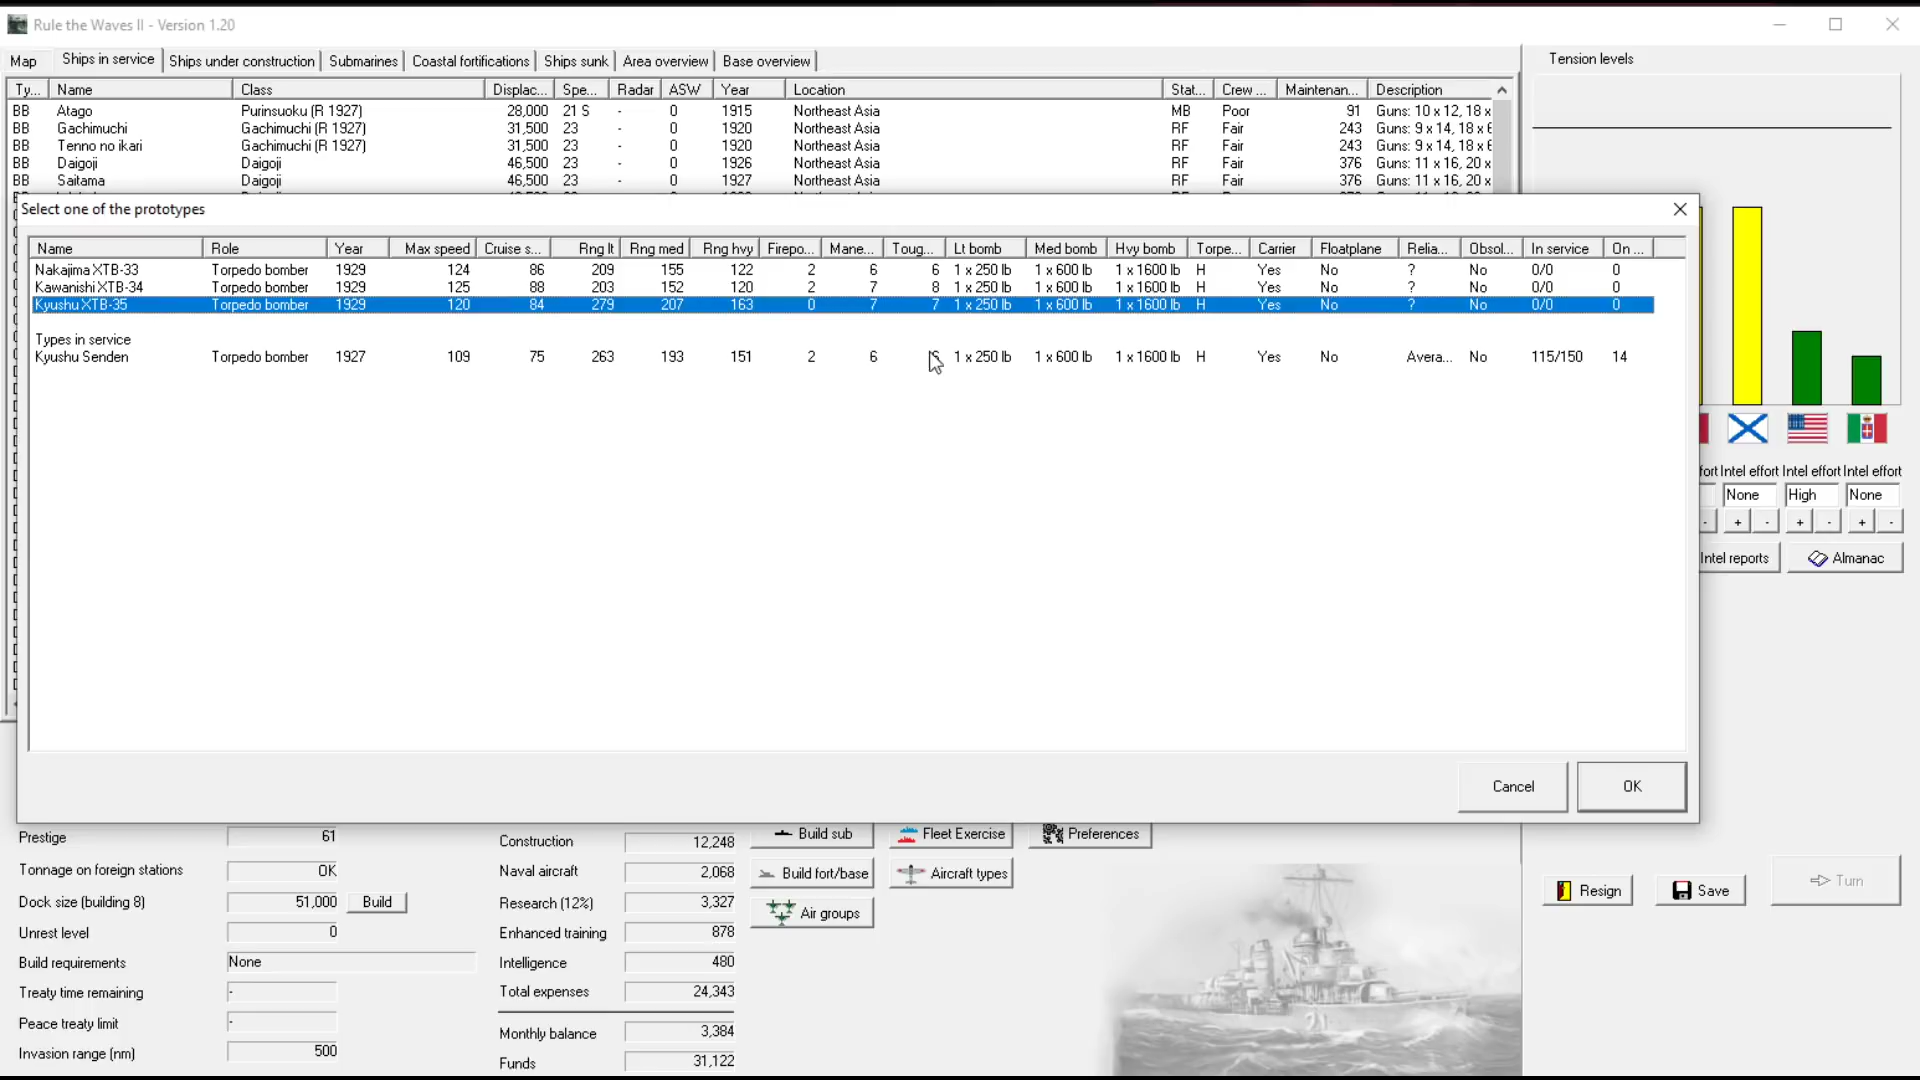 Rule the Waves II - Version 1.20
Map Ships in service Ships under construction Submarines Coastal fortifications Ships sunk Area overview Base overview
Tension levels
Ty... Name Class Displac... Spe... Radar ASW Year Location Stat... Crew ... Maintenan... Description
BB Atago Purinsuoku (R 1927) 28,000 21 S - 0 1915 Northeast Asia MB Poor 91 Guns: 10 x 12, 18 x
BB Gachimuchi Gachimuchi (R 1927) 31,500 23 - 0 1920 Northeast Asia RF Fair 243 Guns: 9 x 14, 18 x 6
BB Tenno no ikari Gachimuchi (R 1927) 31,500 23 - 0 1920 Northeast Asia RF Fair 243 Guns: 9 x 14, 18 x 6
BB Daigoji Daigoji 46,500 23 - 0 1926 Northeast Asia RF Fair 376 Guns: 11 x 16, 20 x
BB Saitama Daigoji 46,500 23 - 0 1927 Northeast Asia RF Fair 376 Guns: 11 x 16, 20 x
Select one of the prototypes
Name Role Year Max speed Cruise s... Rng lt Rng med Rng hvy Firepo... Mane... Toug... Lt bomb Med bomb Hvy bomb Torpe... Carrier Floatplane Relia... Obsol... In service On ...
Nakajima XTB-33 Torpedo bomber 1929 124 86 209 155 122 2 6 6 1 x 250 lb 1 x 600 lb 1 x 1600 lb H Yes No ? No 0/0 0
Kawanishi XTB-34 Torpedo bomber 1929 125 88 203 152 120 2 7 8 1 x 250 lb 1 x 600 lb 1 x 1600 lb H Yes No ? No 0/0 0
Kyushu XTB-35 Torpedo bomber 1929 120 84 279 207 163 0 7 7 1 x 250 lb 1 x 600 lb 1 x 1600 lb H Yes No ? No 0/0 0
Types in service
Kyushu Senden Torpedo bomber 1927 109 75 263 193 151 2 6 1 x 250 lb 1 x 600 lb 1 x 1600 lb H Yes No Avera... No 115/150 14
Intel effort Intel effort Intel effort
None High None
- + - + - + -
Intel reports Almanac
Cancel OK
Prestige 61
Tonnage on foreign stations OK
Dock size (building 8) 51,000 Build
Unrest level 0
Build requirements None
Treaty time remaining -
Peace treaty limit -
Invasion range (nm) 500
Construction 12,248
Naval aircraft 2,068
Research (12%) 3,327
Enhanced training 878
Intelligence 480
Total expenses 24,343
Monthly balance 3,384
Funds 31,122
Build sub Fleet Exercise Preferences
Build fort/base Aircraft types
Air groups
Resign Save Turn